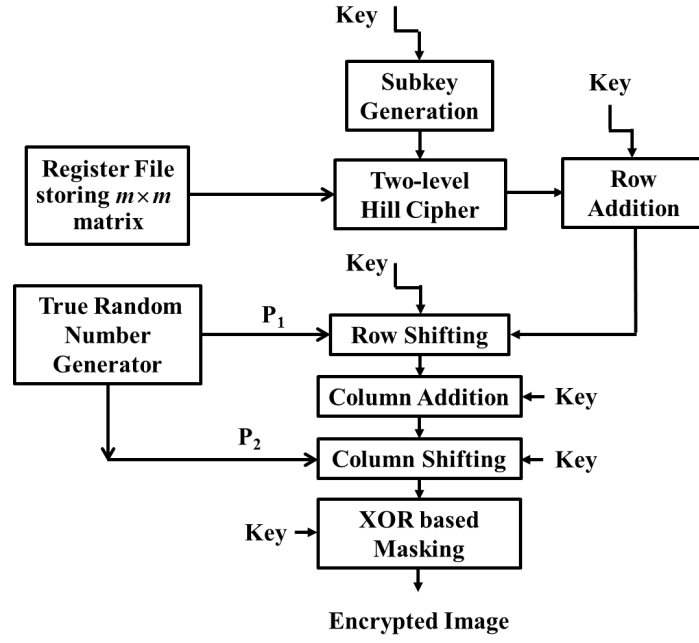 Key
Subkey
Generation
Key
Register File
storing m×m
matrix
Two-level
Hill Cipher
Row
Addition
Key
True Random
Number
Generator
P₁
Row Shifting
Column Addition
Key
P₂
Column Shifting
Key
Key
XOR based
Masking
Encrypted Image